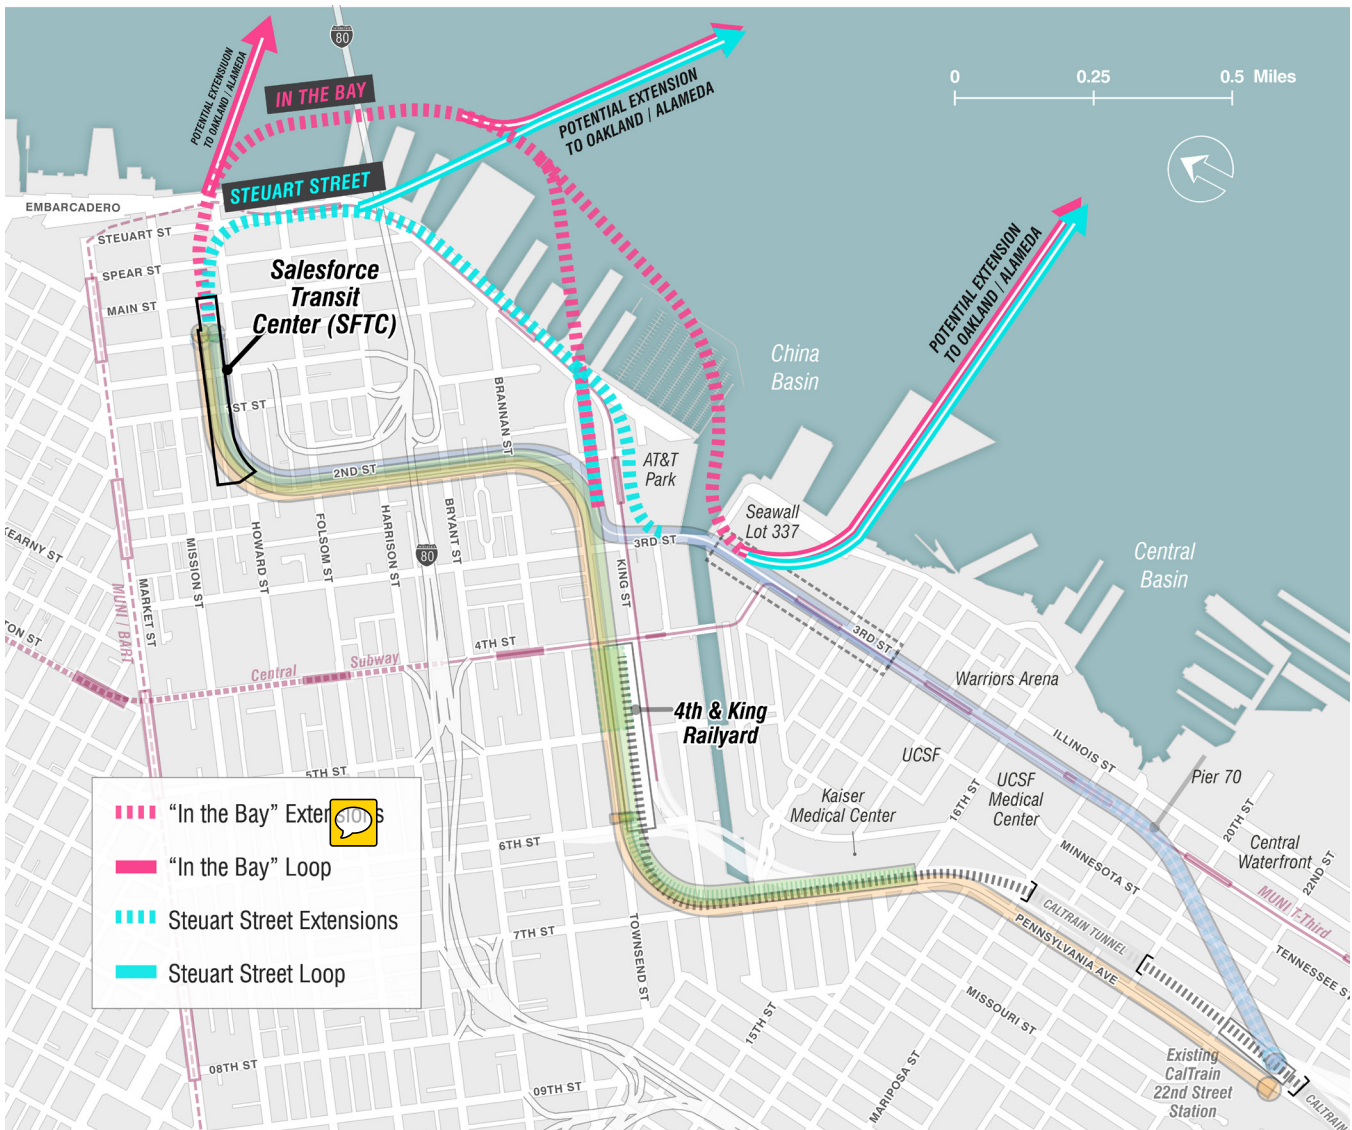 80
POTENTIAL EXTENSIUON
TO OAKLAND / ALAMEDA
IN THE BAY
POTENTIAL EXTENSION
TO OAKLAND / ALAMEDA
0 0.25 0.5 Miles
STEUART STREET
EMBARCADERO
STEUART ST
SPEAR ST
MAIN ST
Salesforce
Transit
Center (SFTC)
POTENTIAL EXTENSION
TO OAKLAND / ALAMEDA
China
Basin
1ST ST
BRANNAN ST
2ND ST
AT&T
Park
Seawall
Lot 337
KEARNY ST
MISSION ST
HOWARD ST
FOLSOM ST
HARRISON ST
BRYANT ST
80
3RD ST
KING ST
Central
Basin
MUNI / BART
MARKET ST
TON ST
4TH ST
3RD ST
Central Subway
Warriors Arena
4th & King
Railyard
UCSF
ILLINOIS ST
UCSF
Medical
Center
Pier 70
5TH ST
Kaiser
Medical Center
16TH ST
20TH ST
Central
Waterfront
22ND ST
MINNESOTA ST
MUNI T-Third
6TH ST
7TH ST
TOWNSEND ST
CALTRAIN TUNNEL
PENNSYLVANIA AVE
TENNESSEE ST
MISSOURI ST
15TH ST
MARIPOSA ST
08TH ST
09TH ST
Existing
CalTrain
22nd Street
Station
CALTRAIN
“In the Bay” Extensions
“In the Bay” Loop
Steuart Street Extensions
Steuart Street Loop